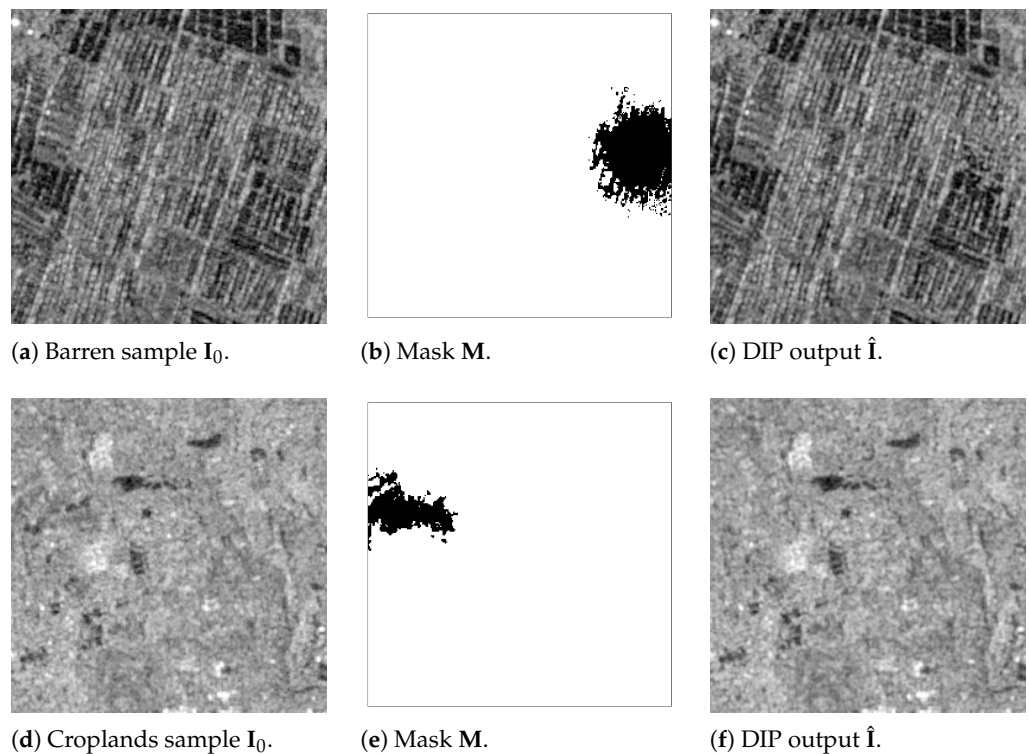 (a) Barren sample I₀.
(b) Mask M.
(c) DIP output Î.
(d) Croplands sample I₀.
(e) Mask M.
(f) DIP output Î.